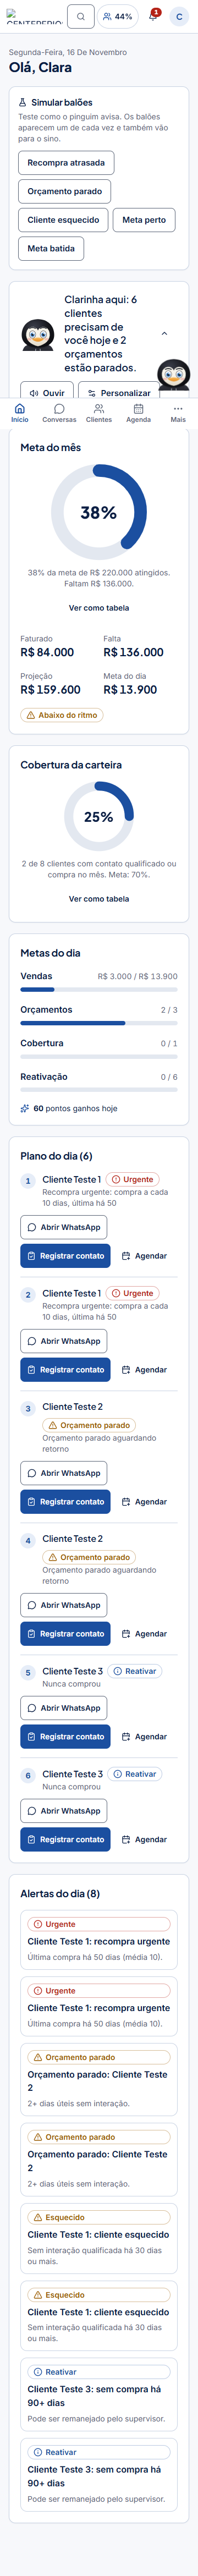 44%
1
C
Segunda-Feira, 16 De Novembro
Olá, Clara
Simular balões
Teste como o pinguim avisa. Os balões
aparecem um de cada vez e também vão
para o sino.
Recompra atrasada
Orçamento parado
Cliente esquecido
Meta perto
Meta batida
Clarinha aqui: 6
clientes
precisam de
você hoje e 2
orçamentos
estão parados.
Ouvir
Personalizar
Início
Conversas
Clientes
Agenda
Mais
Meta do mês
38%
38% da meta de R$ 220.000 atingidos.
Faltam R$ 136.000.
Ver como tabela
Faturado
Falta
R$ 84.000
R$ 136.000
Projeção
Meta do dia
R$ 159.600
R$ 13.900
Abaixo do ritmo
Cobertura da carteira
25%
2 de 8 clientes com contato qualificado ou
compra no mês. Meta: 70%.
Ver como tabela
Metas do dia
Vendas
R$ 3.000 / R$ 13.900
Orçamentos
2 / 3
Cobertura
0 / 1
Reativação
0 / 6
60 pontos ganhos hoje
Plano do dia (6)
1
Cliente Teste 1
Urgente
Recompra urgente: compra a cada
10 dias, última há 50
Abrir WhatsApp
Registrar contato
Agendar
2
Cliente Teste 1
Urgente
Recompra urgente: compra a cada
10 dias, última há 50
Abrir WhatsApp
Registrar contato
Agendar
3
Cliente Teste 2
Orçamento parado
Orçamento parado aguardando
retorno
Abrir WhatsApp
Registrar contato
Agendar
4
Cliente Teste 2
Orçamento parado
Orçamento parado aguardando
retorno
Abrir WhatsApp
Registrar contato
Agendar
5
Cliente Teste 3
Reativar
Nunca comprou
Abrir WhatsApp
Registrar contato
Agendar
6
Cliente Teste 3
Reativar
Nunca comprou
Abrir WhatsApp
Registrar contato
Agendar
Alertas do dia (8)
Urgente
Cliente Teste 1: recompra urgente
Última compra há 50 dias (média 10).
Urgente
Cliente Teste 1: recompra urgente
Última compra há 50 dias (média 10).
Orçamento parado
Orçamento parado: Cliente Teste
2
2+ dias úteis sem interação.
Orçamento parado
Orçamento parado: Cliente Teste
2
2+ dias úteis sem interação.
Esquecido
Cliente Teste 1: cliente esquecido
Sem interação qualificada há 30 dias
ou mais.
Esquecido
Cliente Teste 1: cliente esquecido
Sem interação qualificada há 30 dias
ou mais.
Reativar
Cliente Teste 3: sem compra há
90+ dias
Pode ser remanejado pelo supervisor.
Reativar
Cliente Teste 3: sem compra há
90+ dias
Pode ser remanejado pelo supervisor.